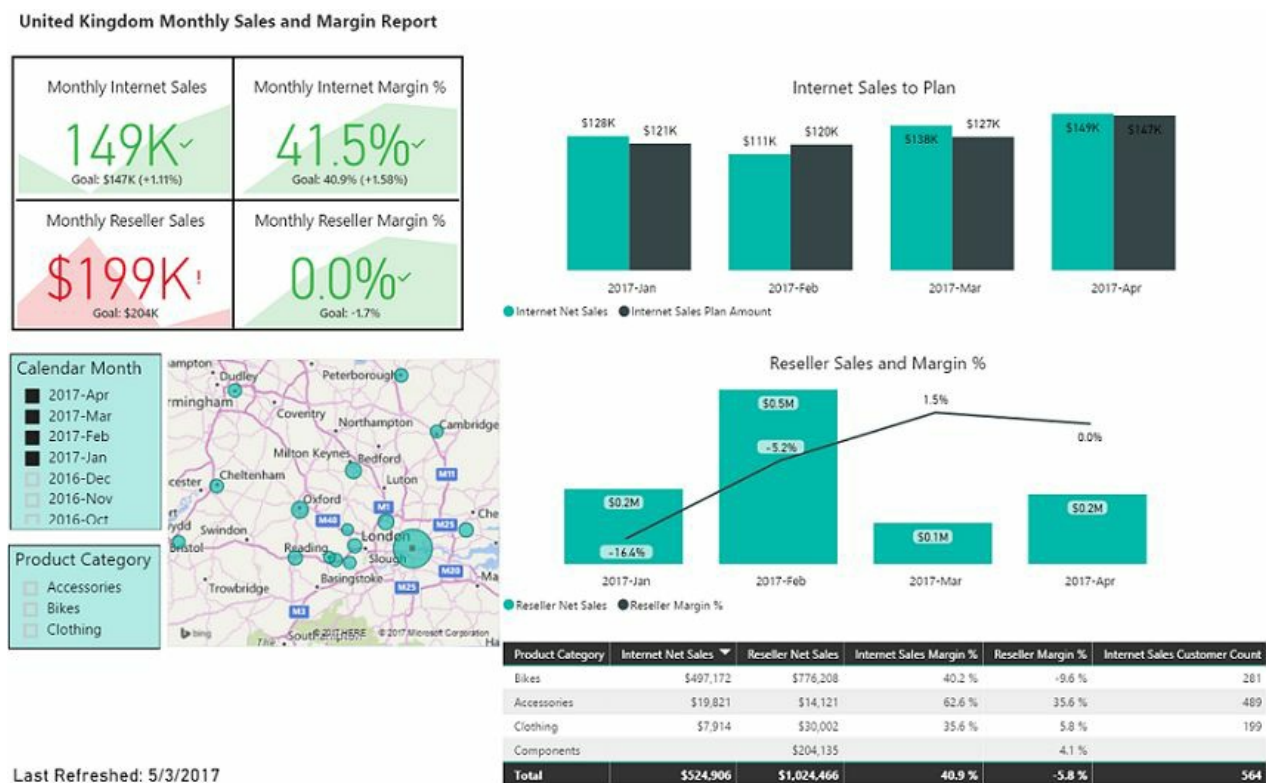 United Kingdom Monthly Sales and Margin Report
Monthly Internet Sales
149K
Goal: $147K (+1.11%)
Monthly Internet Margin %
41.5%
Goal: 40.9% (+1.58%)
Monthly Reseller Sales
$199K!
Goal: $204K
Monthly Reseller Margin %
0.0%
Goal: -1.7%
Internet Sales to Plan
$128K $121K $111K $120K $138K $127K $149K $147K
2017-Jan 2017-Feb 2017-Mar 2017-Apr
Internet Net Sales Internet Sales Plan Amount
Calendar Month
2017-Apr
2017-Mar
2017-Feb
2017-Jan
2016-Dec
2016-Nov
2016-Oct
Product Category
Accessories
Bikes
Clothing
Dudley
Peterborough
Coventry
Northampton
Cambridge
Milton Keynes
Bedford
M11
Cheltenham
Luton
Oxford
M1
M40
M25
Swindon
London
Bristol
Reading
Slough
Basingstoke
M20
M25
Trowbridge
M3
Southampton
bing
© 2017 HERE © 2017 Microsoft Corporation
Reseller Sales and Margin %
$0.2M $0.5M $0.1M $0.2M
-16.4% -5.2% 1.5% 0.0%
2017-Jan 2017-Feb 2017-Mar 2017-Apr
Reseller Net Sales Reseller Margin %
Product Category Internet Net Sales Reseller Net Sales Internet Sales Margin % Reseller Margin % Internet Sales Customer Count
Bikes $497,172 $776,208 40.2 % -9.6 % 281
Accessories $19,821 $14,121 62.6 % 35.6 % 489
Clothing $7,914 $30,002 35.6 % 5.8 % 199
Components $204,135 4.1 %
Total $524,906 $1,024,466 40.9 % -5.8 % 564
Last Refreshed: 5/3/2017